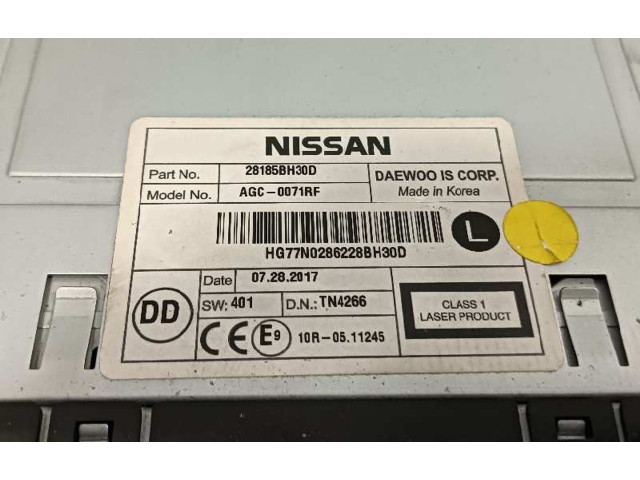 NISSAN
Part No. 28185BH30D
DAEWOO IS CORP.
Model No. AGC-0071RF
Made in Korea
HG77N0286228BH30D
L
DD
Date 07.28.2017
SW: 401 D.N.: TN4266
CE E9 10R-05.11245
CLASS 1
LASER PRODUCT